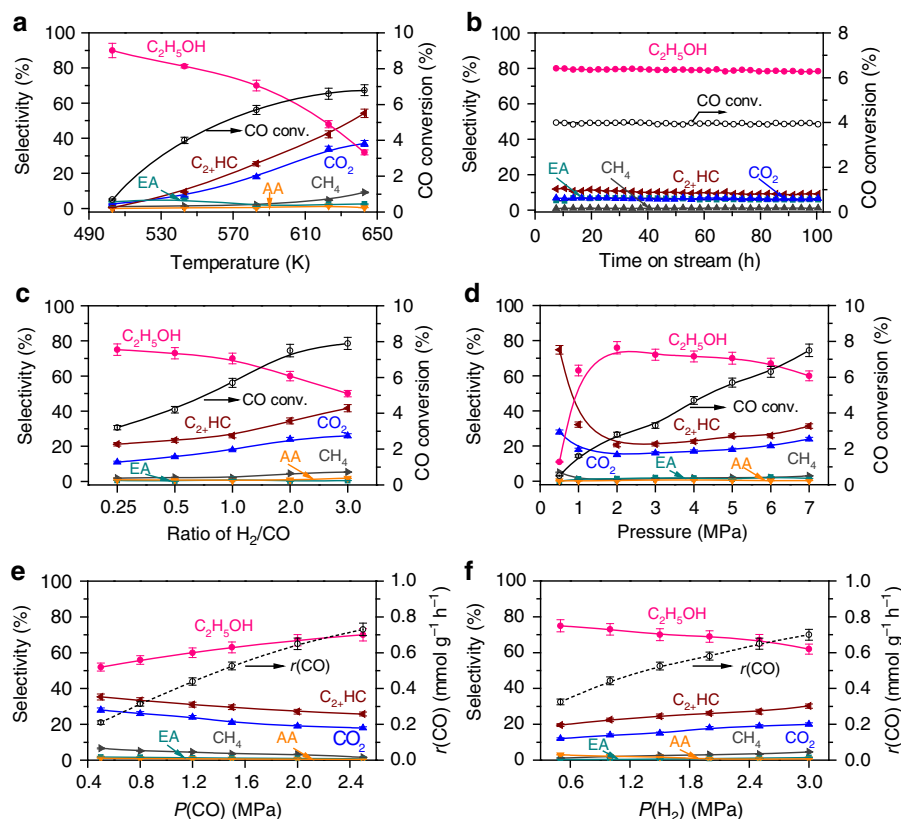 a
C₂H₅OH
CO conv.
C₂₊HC
CO₂
EA
AA
CH₄
100
80
60
40
20
0
Selectivity (%)
10
8
6
4
2
0
CO conversion (%)
490 530 570 610 650
Temperature (K)
b
C₂H₅OH
CO conv.
EA
CH₄
C₂₊HC
CO₂
100
80
60
40
20
0
Selectivity (%)
8
6
4
2
0
CO conversion (%)
0 20 40 60 80 100
Time on stream (h)
c
C₂H₅OH
CO conv.
C₂₊HC
CO₂
EA
AA
CH₄
100
80
60
40
20
0
Selectivity (%)
10
8
6
4
2
0
CO conversion (%)
0.25 0.5 1.0 2.0 3.0
Ratio of H₂/CO
d
C₂H₅OH
CO conv.
C₂₊HC
CO₂
EA
AA
CH₄
100
80
60
40
20
0
Selectivity (%)
10
8
6
4
2
0
CO conversion (%)
0 1 2 3 4 5 6 7
Pressure (MPa)
e
C₂H₅OH
r(CO)
C₂₊HC
CO₂
EA
CH₄
AA
100
80
60
40
20
0
Selectivity (%)
1.0
0.8
0.6
0.4
0.2
0.0
r(CO) (mmol g⁻¹ h⁻¹)
0.4 0.8 1.2 1.6 2.0 2.4
P(CO) (MPa)
f
C₂H₅OH
r(CO)
C₂₊HC
EA
AA
CH₄
CO₂
100
80
60
40
20
0
Selectivity (%)
1.0
0.8
0.6
0.4
0.2
0.0
r(CO) (mmol g⁻¹ h⁻¹)
0.6 1.2 1.8 2.4 3.0
P(H₂) (MPa)